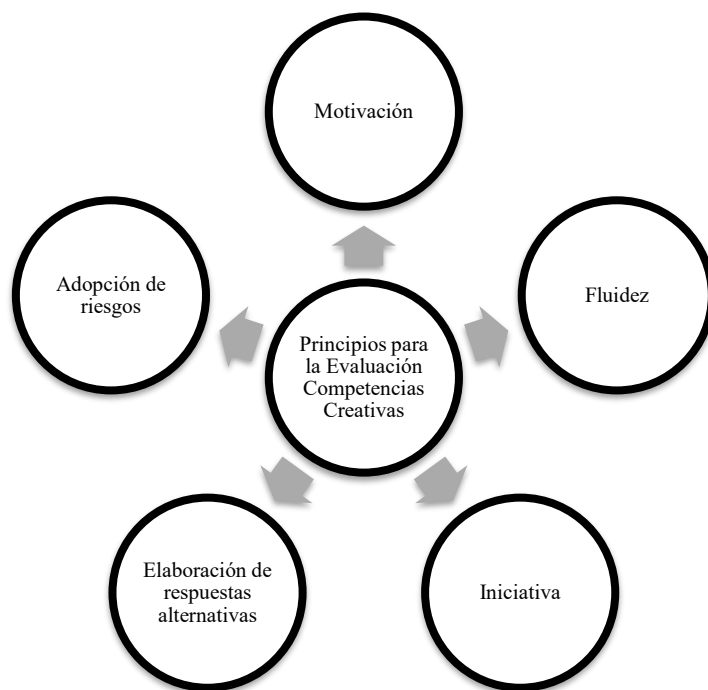 Motivación
Adopción de
riesgos
Fluidez
Principios para
la Evaluación
Competencias
Creativas
Elaboración de
respuestas
alternativas
Iniciativa